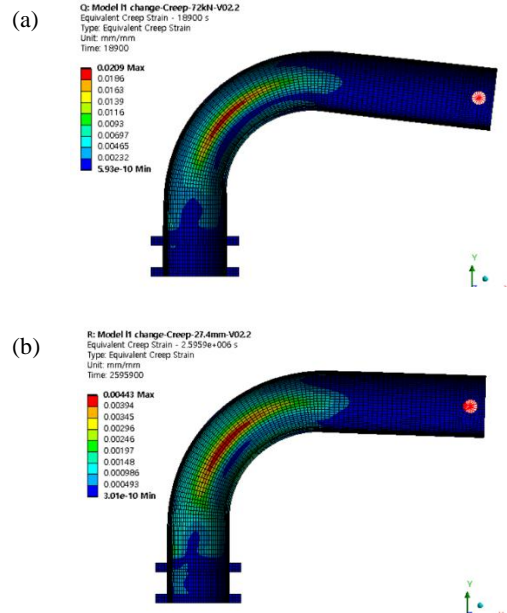 (a)
Q: Model l1 change-Creep-72kN-V02.2
Equivalent Creep Strain - 18900 s
Type: Equivalent Creep Strain
Unit: mm/mm
Time: 18900
0.0209 Max
0.0186
0.0163
0.0139
0.0116
0.0093
0.00697
0.00465
0.00232
5.93e-10 Min
Y
(b)
R: Model l1 change-Creep-27.4mm-V02.2
Equivalent Creep Strain - 2.5959e+006 s
Type: Equivalent Creep Strain
Unit: mm/mm
Time: 2595900
0.00443 Max
0.00394
0.00345
0.00296
0.00246
0.00197
0.00148
0.000986
0.000493
3.01e-10 Min
Y